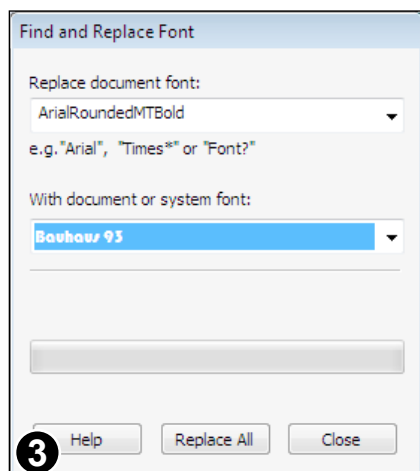 Find and Replace Font
Replace document font:
ArialRoundedMTBold
e.g."Arial", "Times*" or "Font?"
With document or system font:
Bauhaus 93
3 Help Replace All Close